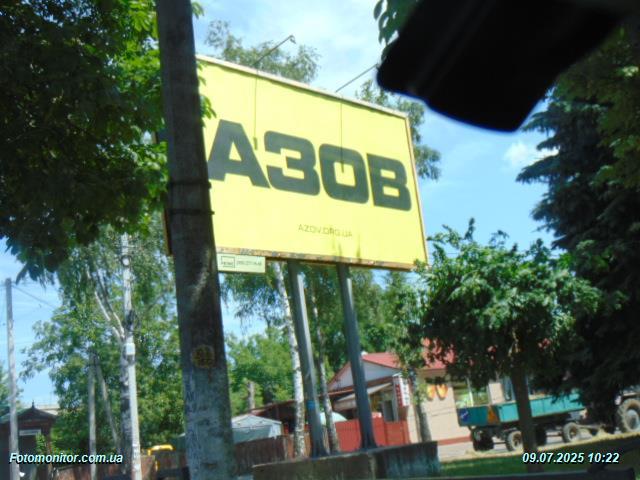 АЗОВ
AZOV.ORG.UA
Fotomonitor.com.ua
09.07.2025 10:22